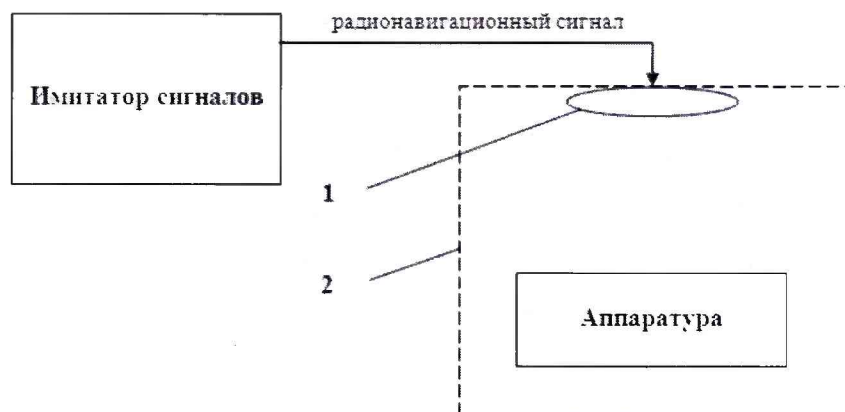 радионавигационный сигнал
Имитатор сигналов
1
2
Аппаратура